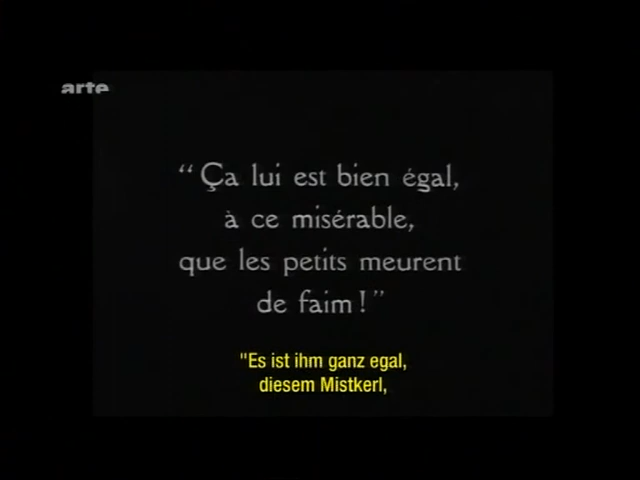 arte
“Ça lui est bien égal,
à ce misérable,
que les petits meurent
de faim!”
"Es ist ihm ganz egal,
diesem Mistkerl,